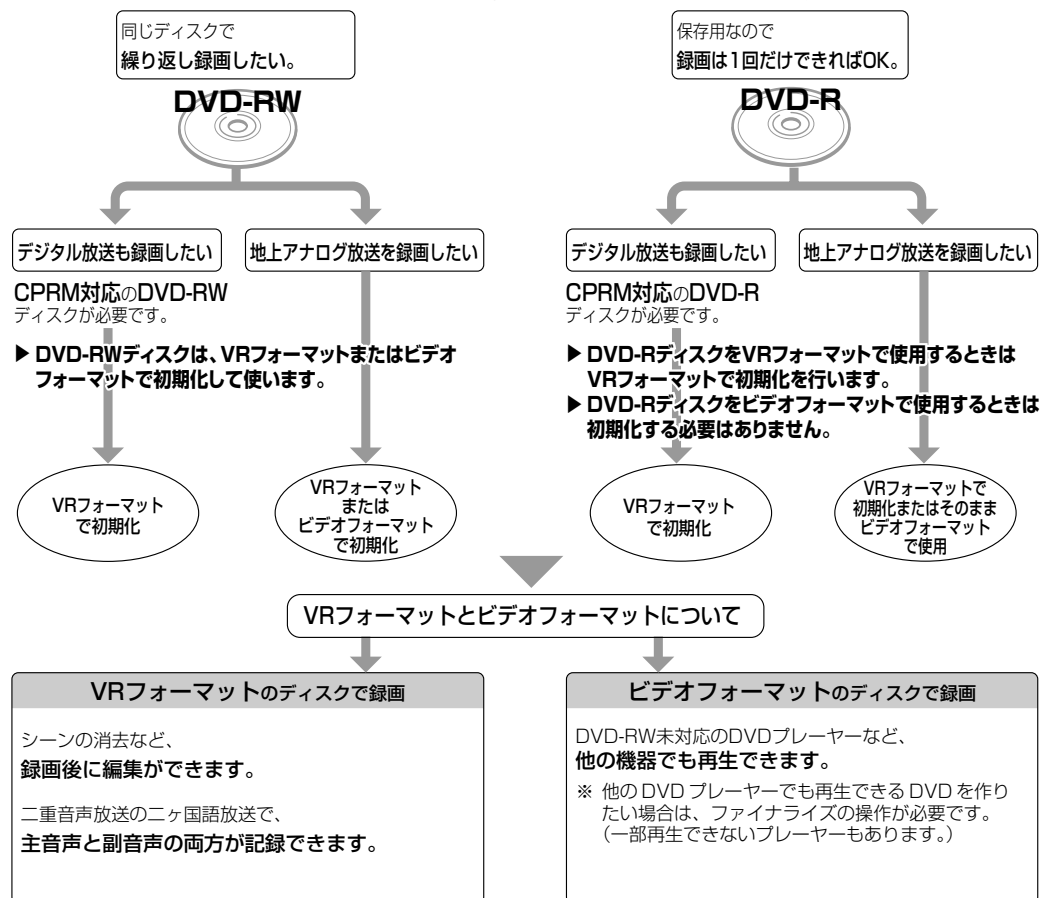 同じディスクで
繰り返し録画したい。
DVD-RW
デジタル放送も録画したい
地上アナログ放送を録画したい
CPRM対応のDVD-RW
ディスクが必要です。
▶ DVD-RWディスクは、VRフォーマットまたはビデオ
フォーマットで初期化して使います。
VRフォーマット
で初期化
VRフォーマット
または
ビデオフォーマット
で初期化
保存用なので
録画は1回だけできればOK。
DVD-R
デジタル放送も録画したい
地上アナログ放送を録画したい
CPRM対応のDVD-R
ディスクが必要です。
▶ DVD-RディスクをVRフォーマットで使用するときは
VRフォーマットで初期化を行います。
▶ DVD-Rディスクをビデオフォーマットで使用するときは
初期化する必要はありません。
VRフォーマット
で初期化
VRフォーマットで
初期化またはそのまま
ビデオフォーマット
で使用
VRフォーマットとビデオフォーマットについて
VRフォーマットのディスクで録画
シーンの消去など、
録画後に編集ができます。
二重音声放送の二ヶ国語放送で、
主音声と副音声の両方が記録できます。
ビデオフォーマットのディスクで録画
DVD-RW未対応のDVDプレーヤーなど、
他の機器でも再生できます。
※ 他の DVD プレーヤーでも再生できる DVD を作り
たい場合は、ファイナライズの操作が必要です。
（一部再生できないプレーヤーもあります。）